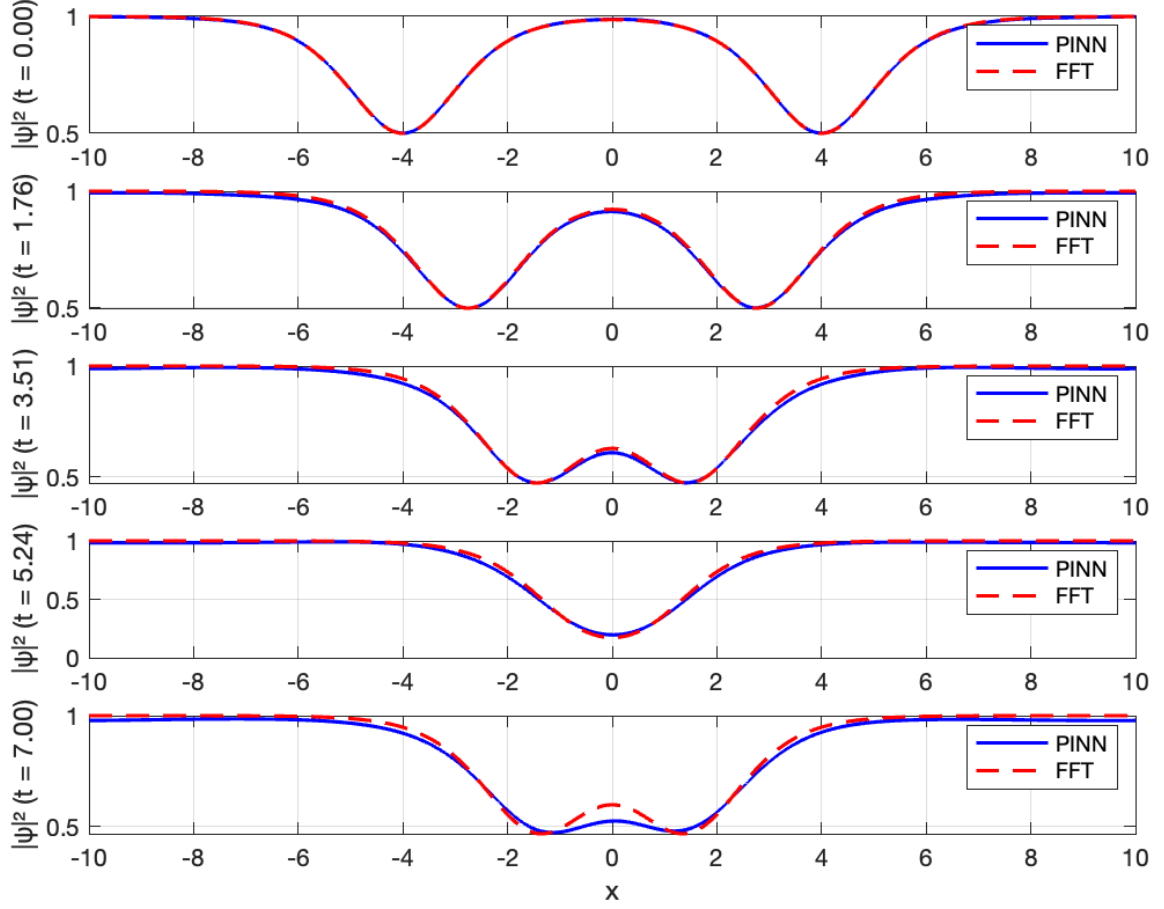 |ψ|² (t = 0.00)
1
0.5
-10 -8 -6 -4 -2 0 2 4 6 8 10
PINN
FFT
|ψ|² (t = 1.76)
1
0.5
-10 -8 -6 -4 -2 0 2 4 6 8 10
PINN
FFT
|ψ|² (t = 3.51)
1
0.5
-10 -8 -6 -4 -2 0 2 4 6 8 10
PINN
FFT
|ψ|² (t = 5.24)
1
0.5
0
-10 -8 -6 -4 -2 0 2 4 6 8 10
PINN
FFT
|ψ|² (t = 7.00)
1
0.5
-10 -8 -6 -4 -2 0 2 4 6 8 10
PINN
FFT
x